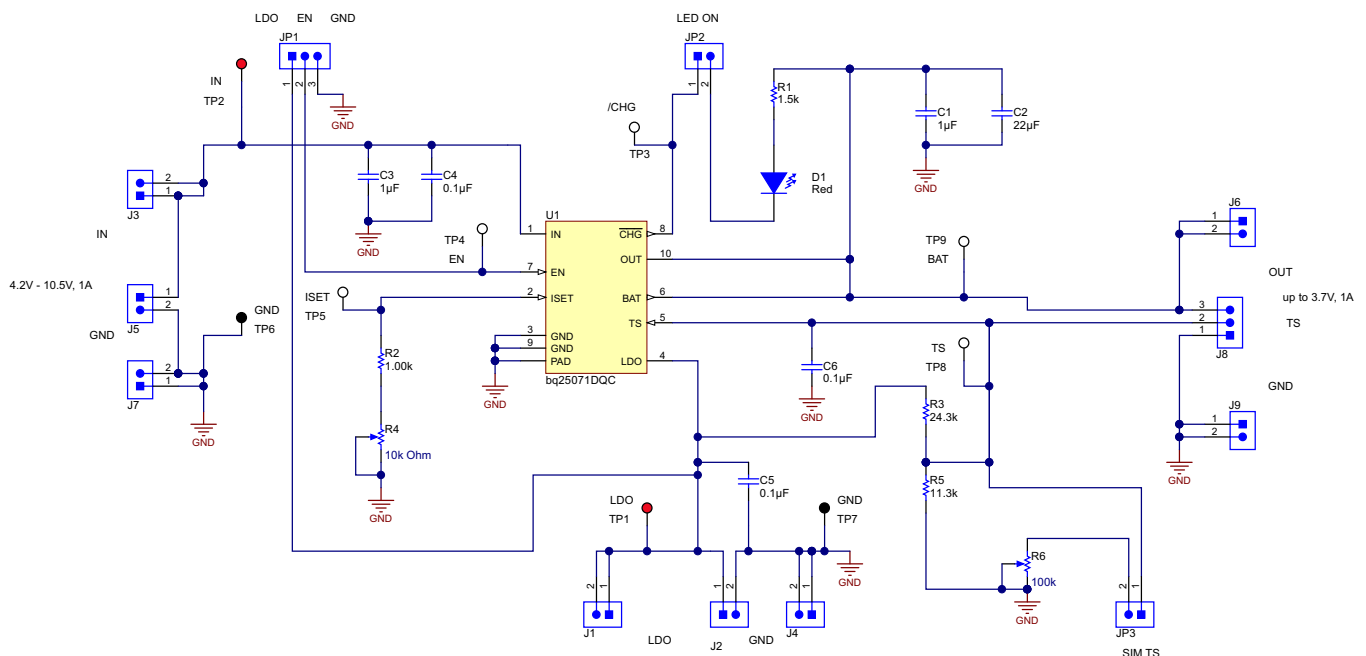 LDO EN GND
JP1
1 2 3
GND
LED ON
JP2
1 2
IN
TP2
/CHG
TP3
R1
1.5k
D1
Red
C1
1µF
C2
22µF
GND
2
1
J3
IN
4.2V - 10.5V, 1A
1
2
J5
GND
2
1
J7
GND
TP6
GND
C3
1µF
C4
0.1µF
GND
TP4
EN
ISET
TP5
R2
1.00k
R4
10k Ohm
GND
U1
1 IN
7 EN
2 ISET
3 GND
9 GND
PAD
CHG 8
OUT 10
BAT 6
TS 5
LDO 4
bq25071DQC
GND
TP9
BAT
1
2
J6
OUT
up to 3.7V, 1A
3
2
1
TS
J8
GND
1
2
J9
GND
C6
0.1µF
GND
TS
TP8
R3
24.3k
R5
11.3k
R6
100k
GND
2 1
JP3
SIM TS
C5
0.1µF
LDO
TP1
GND
TP7
GND
2 1
J1
LDO
1 2
J2
GND
2 1
J4